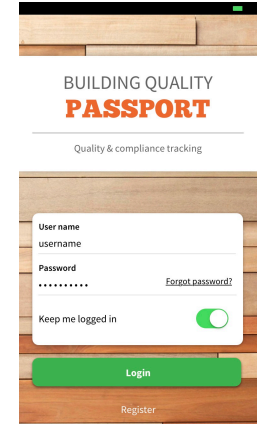 BUILDING QUALITY
PASSPORT
Quality & compliance tracking
User name
username
Password
••••••••••
Forgot password?
Keep me logged in
Login
Register